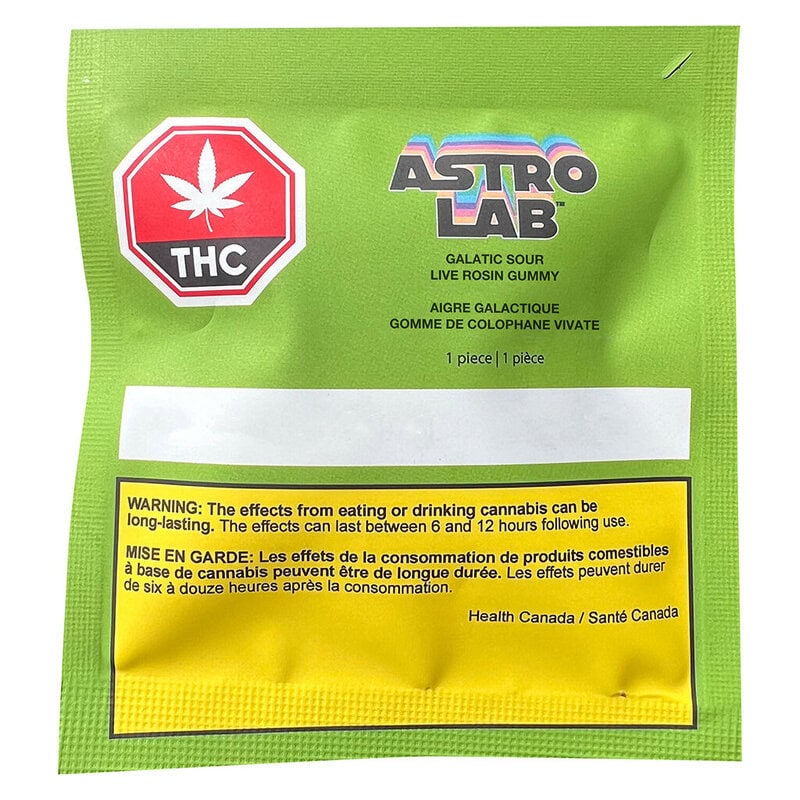 THC
ASTRO
LAB™
GALATIC SOUR
LIVE ROSIN GUMMY
AIGRE GALACTIQUE
GOMME DE COLOPHANE VIVATE
1 piece | 1 pièce
WARNING: The effects from eating or drinking cannabis can be
long-lasting. The effects can last between 6 and 12 hours following use.
MISE EN GARDE: Les effets de la consommation de produits comestibles
à base de cannabis peuvent être de longue durée. Les effets peuvent durer
de six à douze heures après la consommation.
Health Canada / Santé Canada